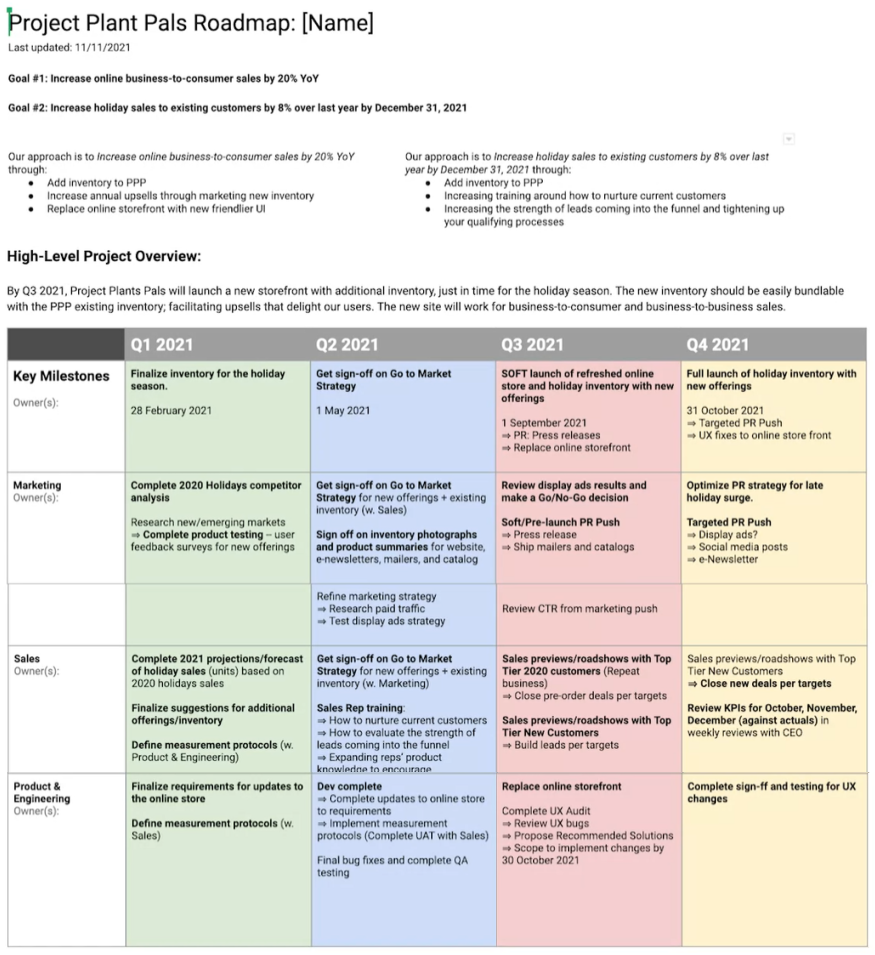 Project Plant Pals Roadmap: [Name]
Last updated: 11/11/2021
Goal #1: Increase online business-to-consumer sales by 20% YoY
Goal #2: Increase holiday sales to existing customers by 8% over last year by December 31, 2021
Our approach is to Increase online business-to-consumer sales by 20% YoY
through:
● Add inventory to PPP
● Increase annual upsells through marketing new inventory
● Replace online storefront with new friendlier UI
Our approach is to Increase holiday sales to existing customers by 8% over last
year by December 31, 2021 through:
● Add inventory to PPP
● Increasing training around how to nurture current customers
● Increasing the strength of leads coming into the funnel and tightening up
your qualifying processes
High-Level Project Overview:
By Q3 2021, Project Plants Pals will launch a new storefront with additional inventory, just in time for the holiday season. The new inventory should be easily bundlable
with the PPP existing inventory; facilitating upsells that delight our users. The new site will work for business-to-consumer and business-to-business sales.
Q1 2021
Q2 2021
Q3 2021
Q4 2021
Key Milestones
Owner(s):
Finalize inventory for the holiday
season.
28 February 2021
Get sign-off on Go to Market
Strategy
1 May 2021
SOFT launch of refreshed online
store and holiday inventory with new
offerings
1 September 2021
⇒ PR: Press releases
⇒ Replace online storefront
Full launch of holiday inventory with
new offerings
31 October 2021
⇒ Targeted PR Push
⇒ UX fixes to online store front
Marketing
Owner(s):
Complete 2020 Holidays competitor
analysis
Research new/emerging markets
⇒ Complete product testing – user
feedback surveys for new offerings
Get sign-off on Go to Market
Strategy for new offerings + existing
inventory (w. Sales)
Sign off on inventory photographs
and product summaries for website,
e-newsletters, mailers, and catalog
Review display ads results and
make a Go/No-Go decision
Soft/Pre-launch PR Push
⇒ Press release
⇒ Ship mailers and catalogs
Optimize PR strategy for late
holiday surge.
Targeted PR Push
⇒ Display ads?
⇒ Social media posts
⇒ e-Newsletter
Refine marketing strategy
⇒ Research paid traffic
⇒ Test display ads strategy
Review CTR from marketing push
Sales
Owner(s):
Complete 2021 projections/forecast
of holiday sales (units) based on
2020 holidays sales
Finalize suggestions for additional
offerings/inventory
Define measurement protocols (w.
Product & Engineering)
Get sign-off on Go to Market
Strategy for new offerings + existing
inventory (w. Marketing)
Sales Rep training:
⇒ How to nurture current customers
⇒ How to evaluate the strength of
leads coming into the funnel
⇒ Expanding reps' product
knowledge to encourage
Sales previews/roadshows with Top
Tier 2020 customers (Repeat
business)
⇒ Close pre-order deals per targets
Sales previews/roadshows with Top
Tier New Customers
⇒ Build leads per targets
Sales previews/roadshows with Top
Tier New Customers
⇒ Close new deals per targets
Review KPIs for October, November,
December (against actuals) in
weekly reviews with CEO
Product &
Engineering
Owner(s):
Finalize requirements for updates to
the online store
Define measurement protocols (w.
Sales)
Dev complete
⇒ Complete updates to online store
to requirements
⇒ Implement measurement
protocols (Complete UAT with Sales)
Final bug fixes and complete QA
testing
Replace online storefront
Complete UX Audit
⇒ Review UX bugs
⇒ Propose Recommended Solutions
⇒ Scope to implement changes by
30 October 2021
Complete sign-ff and testing for UX
changes